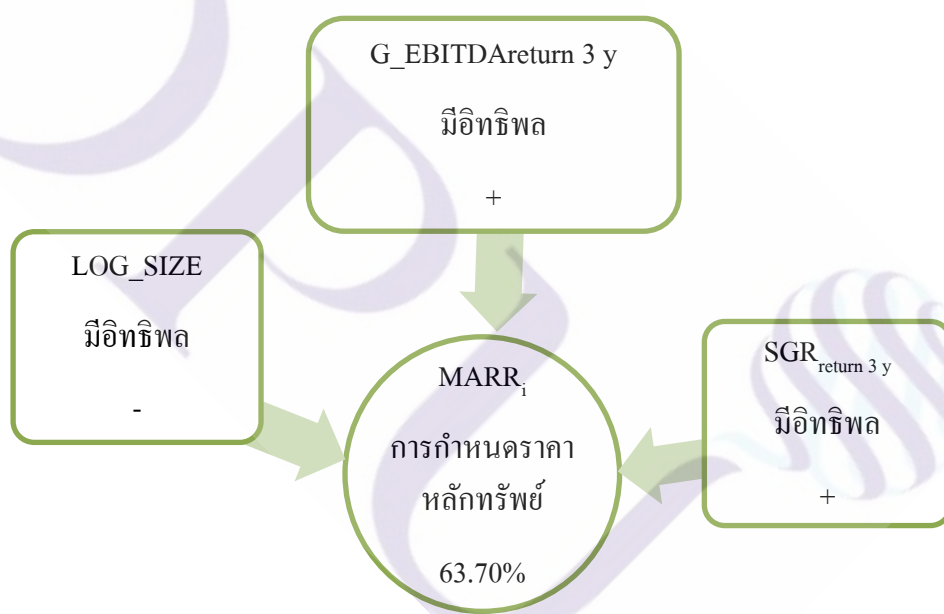 G_EBITDAreturn 3 y
มีอิทธิพล
+
LOG_SIZE
มีอิทธิพล
-
MARRi
การกำหนดราคา
หลักทรัพย์
63.70%
SGRreturn 3 y
มีอิทธิพล
+